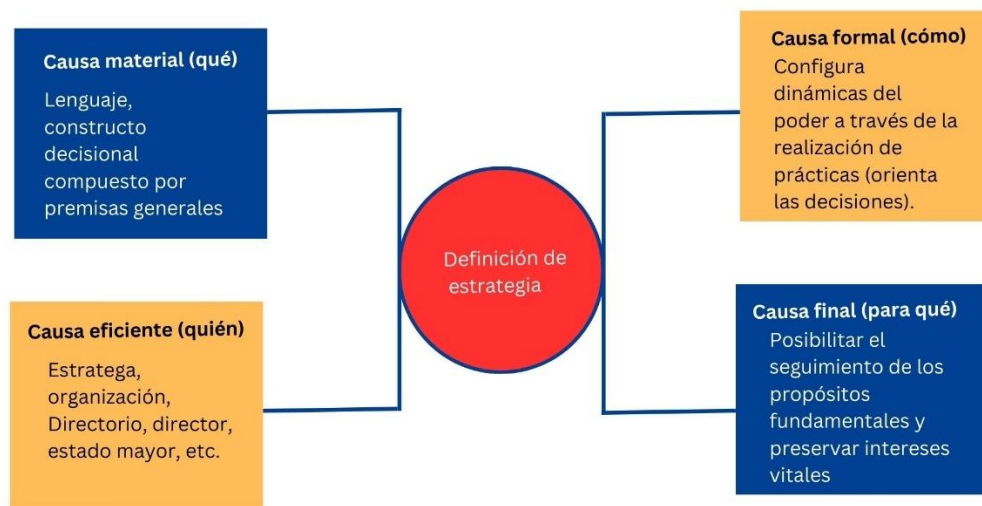 Causa material (qué)
Lenguaje,
constructo
decisional
compuesto por
premisas generales
Causa formal (cómo)
Configura
dinámicas del
poder a través de la
realización de
prácticas (orienta
las decisiones).
Definición de
estrategia
Causa eficiente (quién)
Estratega,
organización,
Directorio, director,
estado mayor, etc.
Causa final (para qué)
Posibilitar el
seguimiento de los
propósitos
fundamentales y
preservar intereses
vitales